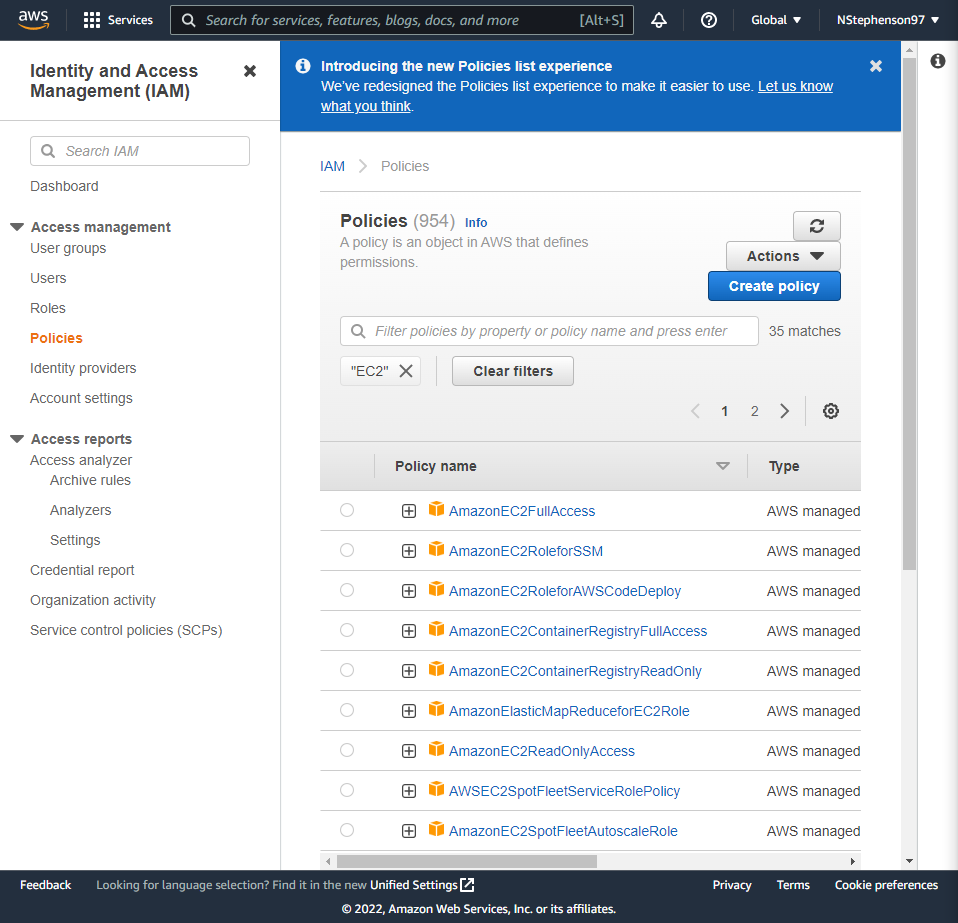 aws
Services
Search for services, features, blogs, docs, and more [Alt+S]
Global
NStephenson97
Identity and Access
Management (IAM)
Search IAM
Dashboard
Access management
User groups
Users
Roles
Policies
Identity providers
Account settings
Access reports
Access analyzer
Archive rules
Analyzers
Settings
Credential report
Organization activity
Service control policies (SCPs)
Introducing the new Policies list experience
We've redesigned the Policies list experience to make it easier to use. Let us know
what you think.
IAM Policies
Policies (954) Info
A policy is an object in AWS that defines
permissions.
Actions
Create policy
Filter policies by property or policy name and press enter
35 matches
"EC2"
Clear filters
1 2
Policy name Type
AmazonEC2FullAccess AWS managed
AmazonEC2RoleforSSM AWS managed
AmazonEC2RoleforAWSCodeDeploy AWS managed
AmazonEC2ContainerRegistryFullAccess AWS managed
AmazonEC2ContainerRegistryReadOnly AWS managed
AmazonElasticMapReduceforEC2Role AWS managed
AmazonEC2ReadOnlyAccess AWS managed
AWSEC2SpotFleetServiceRolePolicy AWS managed
AmazonEC2SpotFleetAutoscaleRole AWS managed
Feedback Looking for language selection? Find it in the new Unified Settings
Privacy Terms Cookie preferences
© 2022, Amazon Web Services, Inc. or its affiliates.